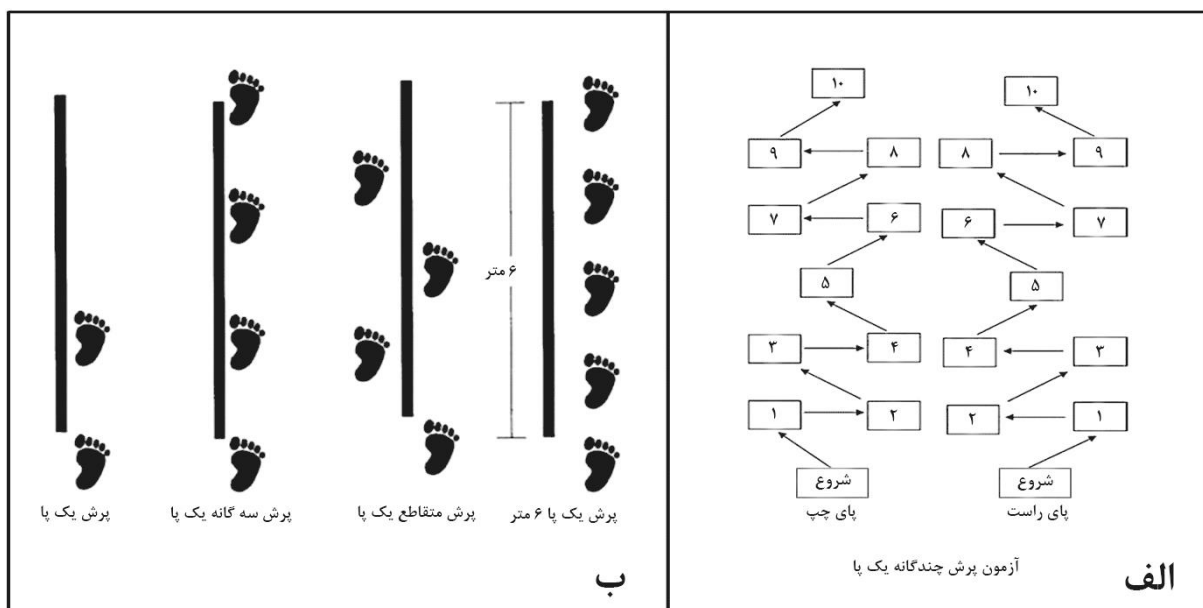 ۱۰ ۱۰
۹ ۸ ۸ ۹
۷ ۶ ۶ ۷
۵ ۵
۳ ۴ ۴ ۳
۱ ۲ ۲ ۱
شروع
پای راست
شروع
پای چپ
آزمون پرش چندگانه یک پا
الف
۶ متر
پرش یک پا ۶ متر
پرش متقاطع یک پا
پرش سه گانه یک پا
پرش یک پا
ب